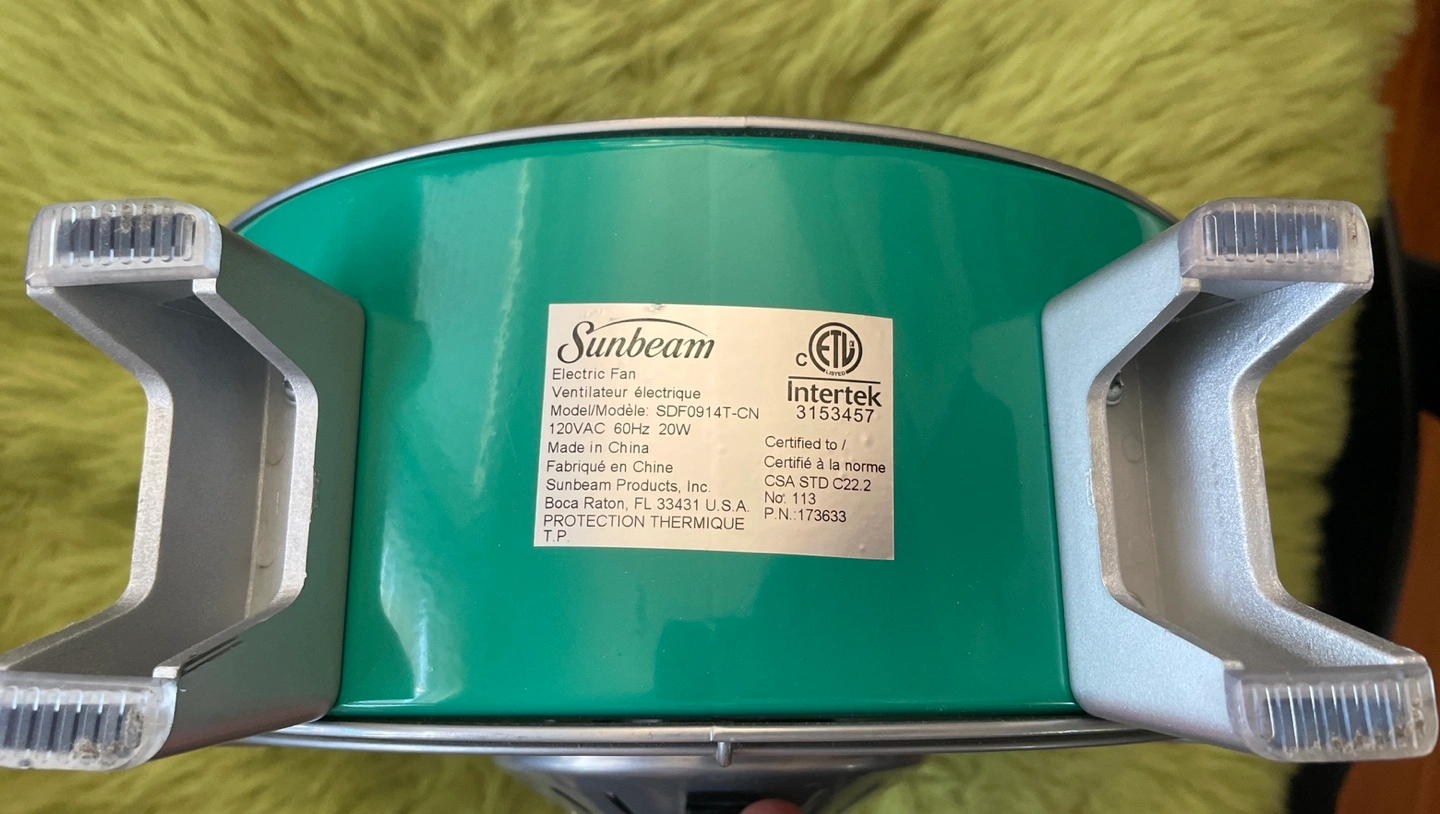 Sunbeam
Electric Fan
Ventilateur électrique
Model/Modèle: SDF0914T-CN
120VAC 60Hz 20W
Made in China
Fabriqué en Chine
Sunbeam Products, Inc.
Boca Raton, FL 33431 U.S.A.
PROTECTION THERMIQUE
T.P.
C ETL
LISTED
Intertek
3153457
Certified to /
Certifié à la norme
CSA STD C22.2
No: 113
P.N.:173633